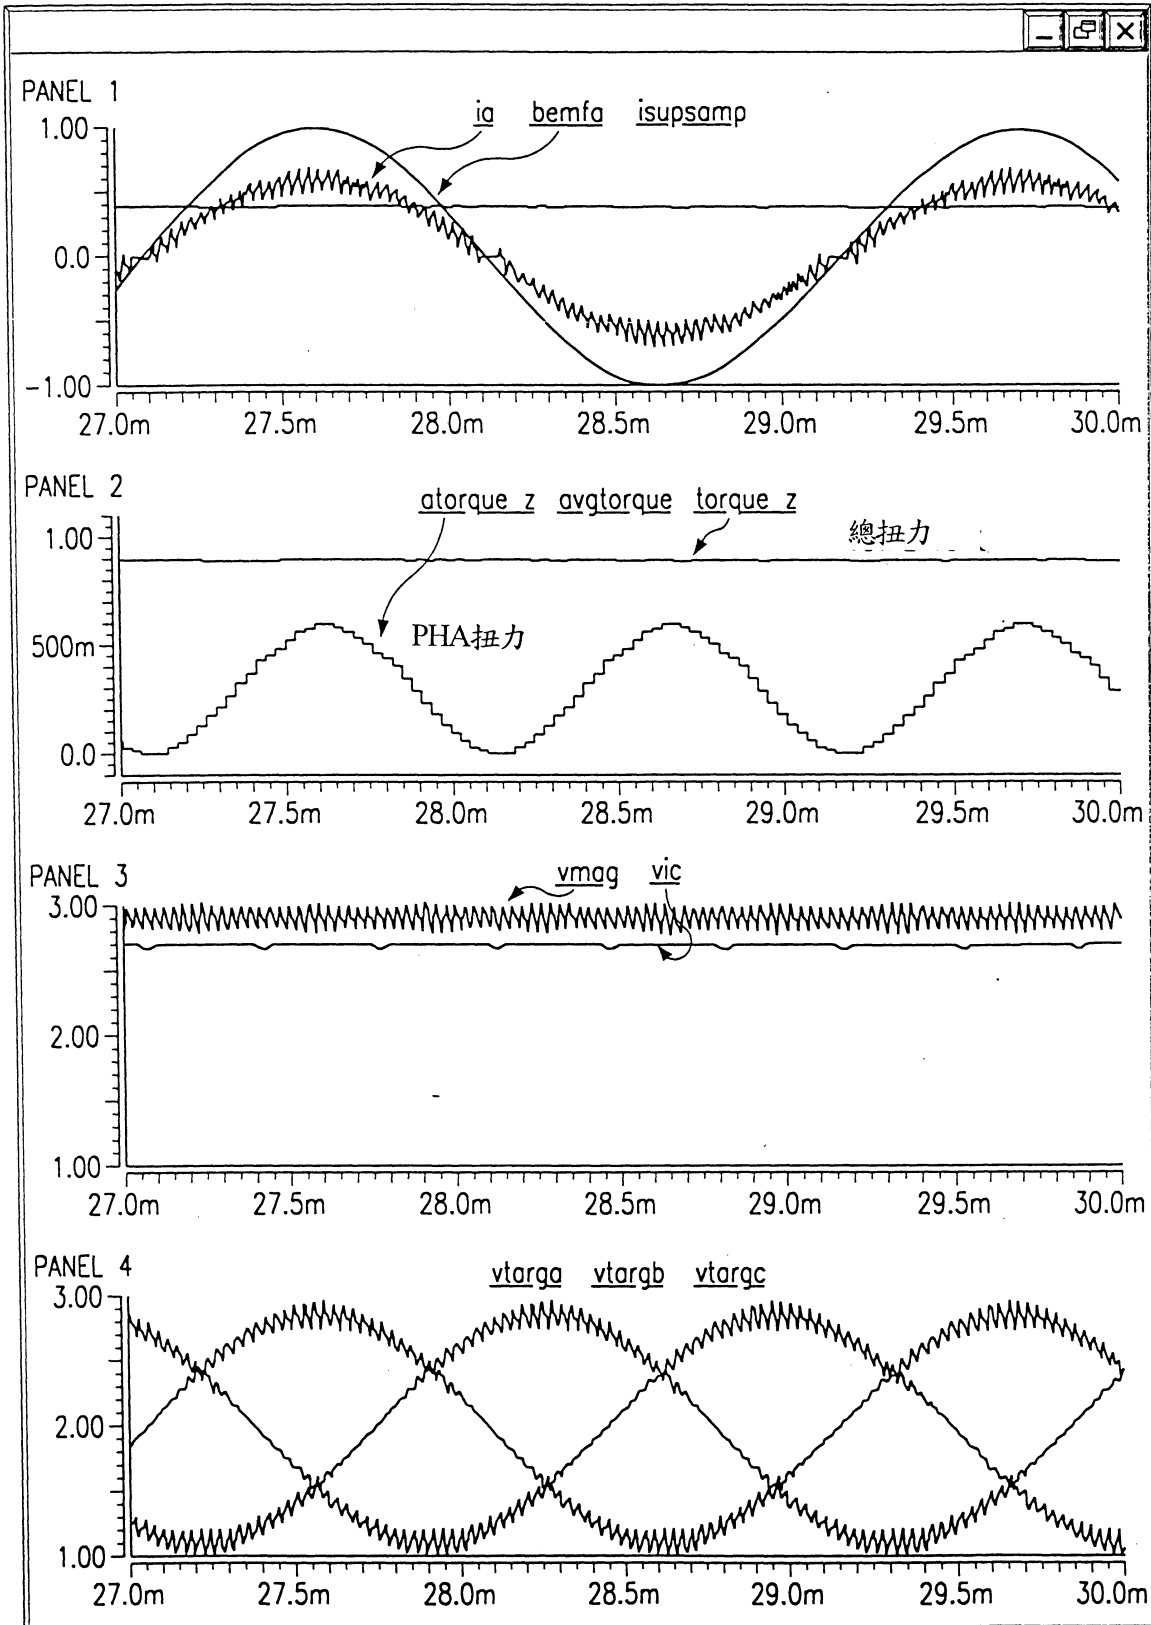 PANEL 1
ia bemfa isupsamp
1.00
0.0
-1.00
27.0m 27.5m 28.0m 28.5m 29.0m 29.5m 30.0m
PANEL 2
atorque_z avgtorque torque_z
總扭力
1.00
PHA扭力
500m
0.0
27.0m 27.5m 28.0m 28.5m 29.0m 29.5m 30.0m
PANEL 3
vmag vic
3.00
2.00
1.00
27.0m 27.5m 28.0m 28.5m 29.0m 29.5m 30.0m
PANEL 4
vtarga vtargb vtargc
3.00
2.00
1.00
27.0m 27.5m 28.0m 28.5m 29.0m 29.5m 30.0m